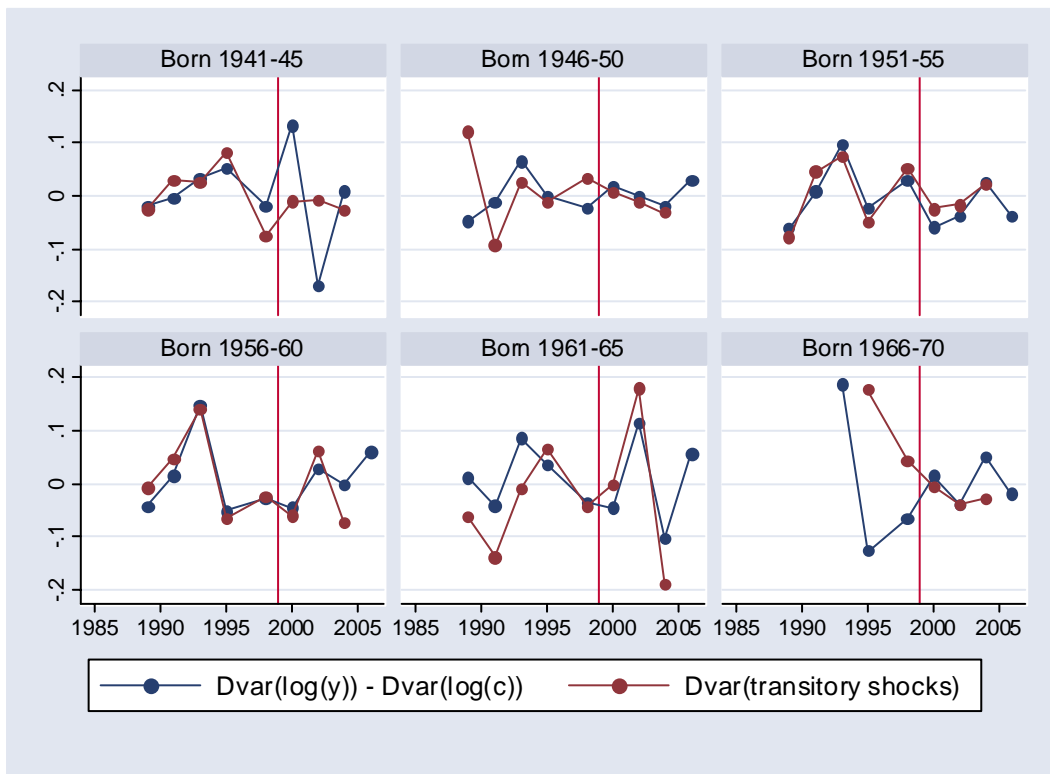 Born 1941-45 Born 1946-50 Born 1951-55
.2
.1
0
-.1
-.2
Born 1956-60 Born 1961-65 Born 1966-70
.2
.1
0
-.1
-.2
1985 1990 1995 2000 2005 1985 1990 1995 2000 2005 1985 1990 1995 2000 2005
Dvar(log(y)) - Dvar(log(c)) Dvar(transitory shocks)